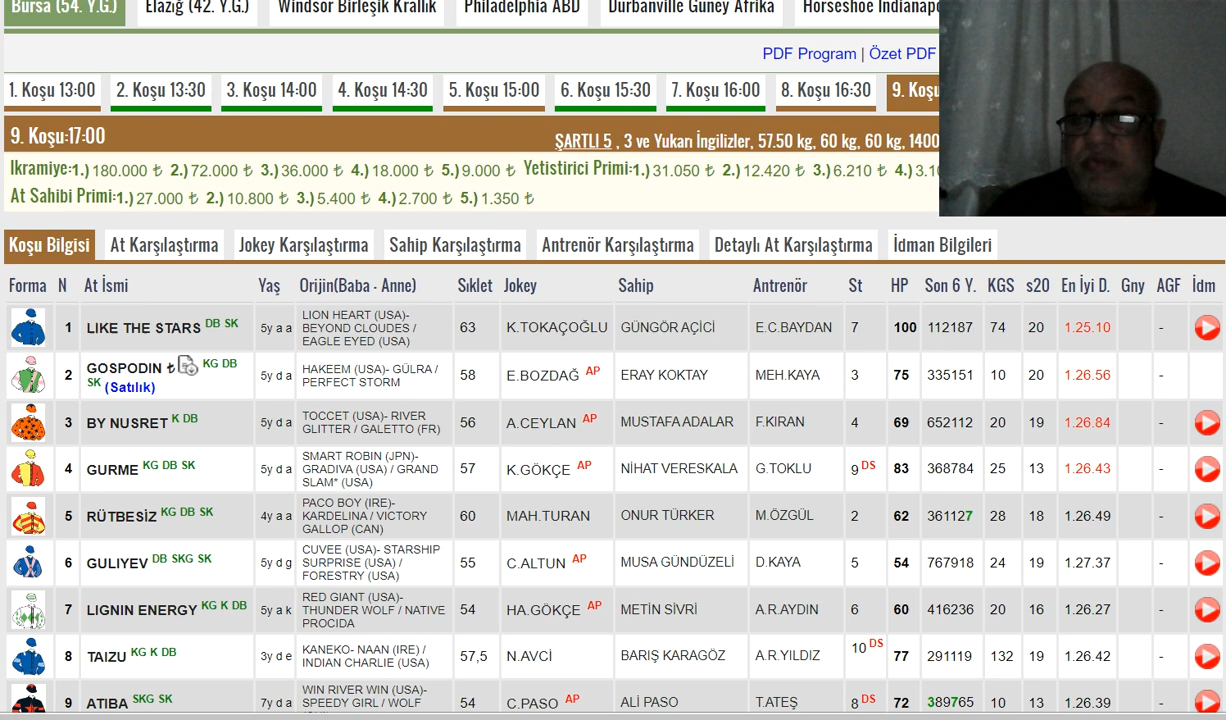 Bursa (54. Y.G.) Elazığ (42. Y.G.) Windsor Birleşik Krallık Philadelphia ABD Durbanville Güney Afrika Horseshoe Indianapo
PDF Program | Özet PDF
1. Koşu 13:00 2. Koşu 13:30 3. Koşu 14:00 4. Koşu 14:30 5. Koşu 15:00 6. Koşu 15:30 7. Koşu 16:00 8. Koşu 16:30 9. Koşu
9. Koşu:17:00 ŞARTLI 5 , 3 ve Yukarı İngilizler, 57.50 kg, 60 kg, 60 kg, 1400
Ikramiye:1.) 180.000 ₺ 2.) 72.000 ₺ 3.) 36.000 ₺ 4.) 18.000 ₺ 5.) 9.000 ₺ Yetistirici Primi:1.) 31.050 ₺ 2.) 12.420 ₺ 3.) 6.210 ₺ 4.) 3.10
At Sahibi Primi:1.) 27.000 ₺ 2.) 10.800 ₺ 3.) 5.400 ₺ 4.) 2.700 ₺ 5.) 1.350 ₺
Koşu Bilgisi At Karşılaştırma Jokey Karşılaştırma Sahip Karşılaştırma Antrenör Karşılaştırma Detaylı At Karşılaştırma İdman Bilgileri
Forma N At İsmi Yaş Orijin(Baba - Anne) Sıklet Jokey Sahip Antrenör St HP Son 6 Y. KGS s20 En İyi D. Gny AGF İdm
1 LIKE THE STARS DB SK 5y a a LION HEART (USA)- BEYOND CLOUDES / EAGLE EYED (USA) 63 K.TOKAÇOĞLU GÜNGÖR AÇİCİ E.C.BAYDAN 7 100 112187 74 20 1.25.10 -
2 GOSPODIN ₺ KG DB SK (Satılık) 5y d a HAKEEM (USA)- GÜLRA / PERFECT STORM 58 E.BOZDAĞ AP ERAY KOKTAY MEH.KAYA 3 75 335151 10 20 1.26.56 -
3 BY NUSRET K DB 5y d a TOCCET (USA)- RIVER GLITTER / GALETTO (FR) 56 A.CEYLAN AP MUSTAFA ADALAR F.KIRAN 4 69 652112 20 19 1.26.84 -
4 GURME KG DB SK 5y d a SMART ROBIN (JPN)- GRADIVA (USA) / GRAND SLAM* (USA) 57 K.GÖKÇE AP NİHAT VERESKALA G.TOKLU 9 DS 83 368784 25 13 1.26.43 -
5 RÜTBESİZ KG DB SK 4y a a PACO BOY (IRE)- KARDELINA / VICTORY GALLOP (CAN) 60 MAH.TURAN ONUR TÜRKER M.ÖZGÜL 2 62 361127 28 18 1.26.49 -
6 GULIYEV DB SKG SK 5y d g CUVEE (USA)- STARSHIP SURPRISE (USA) / FORESTRY (USA) 55 C.ALTUN AP MUSA GÜNDÜZELİ D.KAYA 5 54 767918 24 19 1.27.37 -
7 LIGNIN ENERGY KG K DB 5y a k RED GIANT (USA)- THUNDER WOLF / NATIVE PROCIDA 54 HA.GÖKÇE AP METİN SİVRİ A.R.AYDIN 6 60 416236 20 16 1.26.27 -
8 TAIZU KG K DB 3y d e KANEKO- NAAN (IRE) / INDIAN CHARLIE (USA) 57,5 N.AVCİ BARIŞ KARAGÖZ A.R.YILDIZ 10 DS 77 291119 132 19 1.26.42 -
9 ATIBA SKG SK 7y d a WIN RIVER WIN (USA)- SPEEDY GIRL / WOLF 54 C.PASO AP ALİ PASO T.ATEŞ 8 DS 72 389765 10 13 1.26.39 -